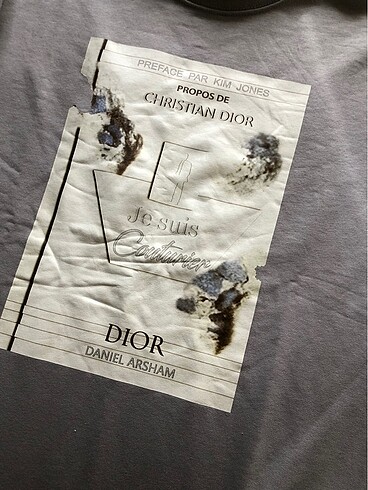 PREFACE PAR KIM JONES
PROPOS DE
CHRISTIAN DIOR
Je suis
Couturier
DIOR
DANIEL ARSHAM